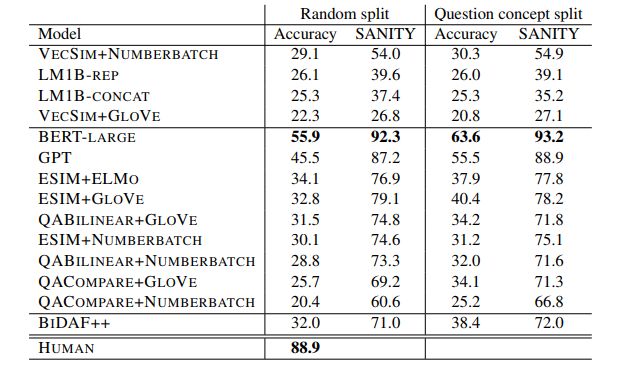 Random split Question concept split
Model Accuracy SANITY Accuracy SANITY
VECSIM+NUMBERBATCH 29.1 54.0 30.3 54.9
LM1B-REP 26.1 39.6 26.0 39.1
LM1B-CONCAT 25.3 37.4 25.3 35.2
VECSIM+GLOVE 22.3 26.8 20.8 27.1
BERT-LARGE 55.9 92.3 63.6 93.2
GPT 45.5 87.2 55.5 88.9
ESIM+ELMO 34.1 76.9 37.9 77.8
ESIM+GLOVE 32.8 79.1 40.4 78.2
QABILINEAR+GLOVE 31.5 74.8 34.2 71.8
ESIM+NUMBERBATCH 30.1 74.6 31.2 75.1
QABILINEAR+NUMBERBATCH 28.8 73.3 32.0 71.6
QACOMPARE+GLOVE 25.7 69.2 34.1 71.3
QACOMPARE+NUMBERBATCH 20.4 60.6 25.2 66.8
BIDAF++ 32.0 71.0 38.4 72.0
HUMAN 88.9